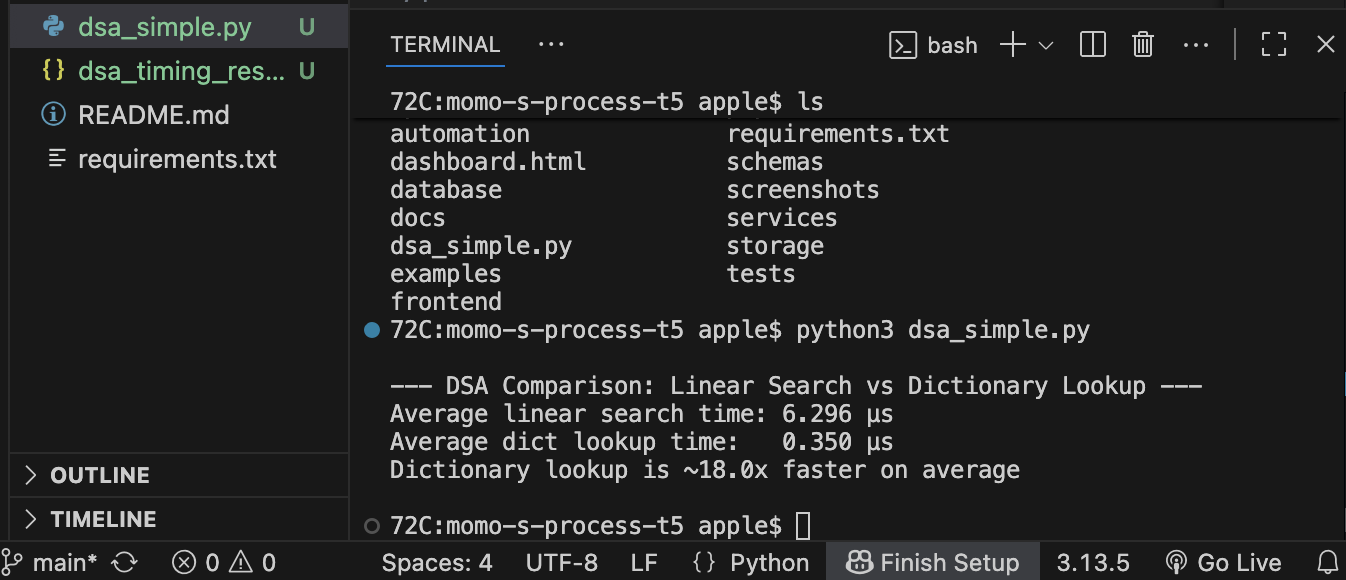 dsa_simple.py U
{} dsa_timing_res... U
README.md
requirements.txt
OUTLINE
TIMELINE
TERMINAL ...
bash
72C:momo-s-process-t5 apple$ ls
automation requirements.txt
dashboard.html schemas
database screenshots
docs services
dsa_simple.py storage
examples tests
frontend
72C:momo-s-process-t5 apple$ python3 dsa_simple.py
--- DSA Comparison: Linear Search vs Dictionary Lookup ---
Average linear search time: 6.296 µs
Average dict lookup time: 0.350 µs
Dictionary lookup is ~18.0x faster on average
72C:momo-s-process-t5 apple$
main* 0 0 Spaces: 4 UTF-8 LF {} Python Finish Setup 3.13.5 Go Live